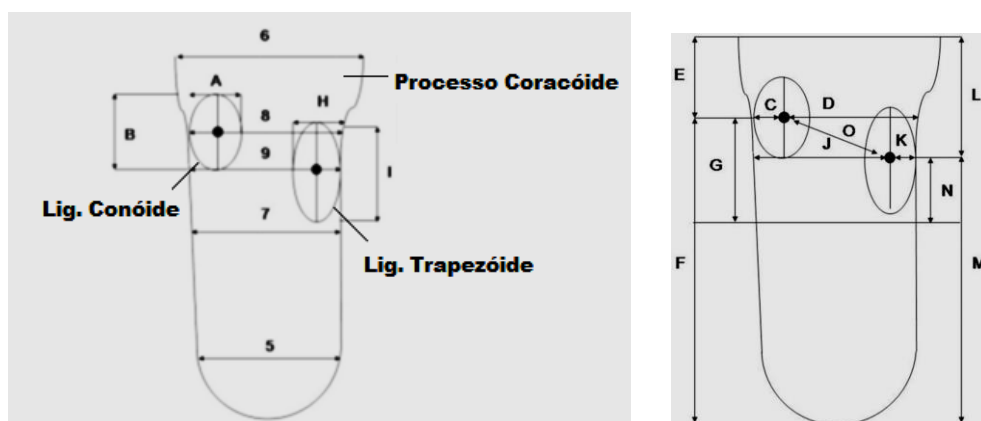 6
Processo Coracóide
A
H
8
B
9
I
Lig. Conóide
7
Lig. Trapezóide
5
E
L
C
D
O
K
J
G
N
F
M